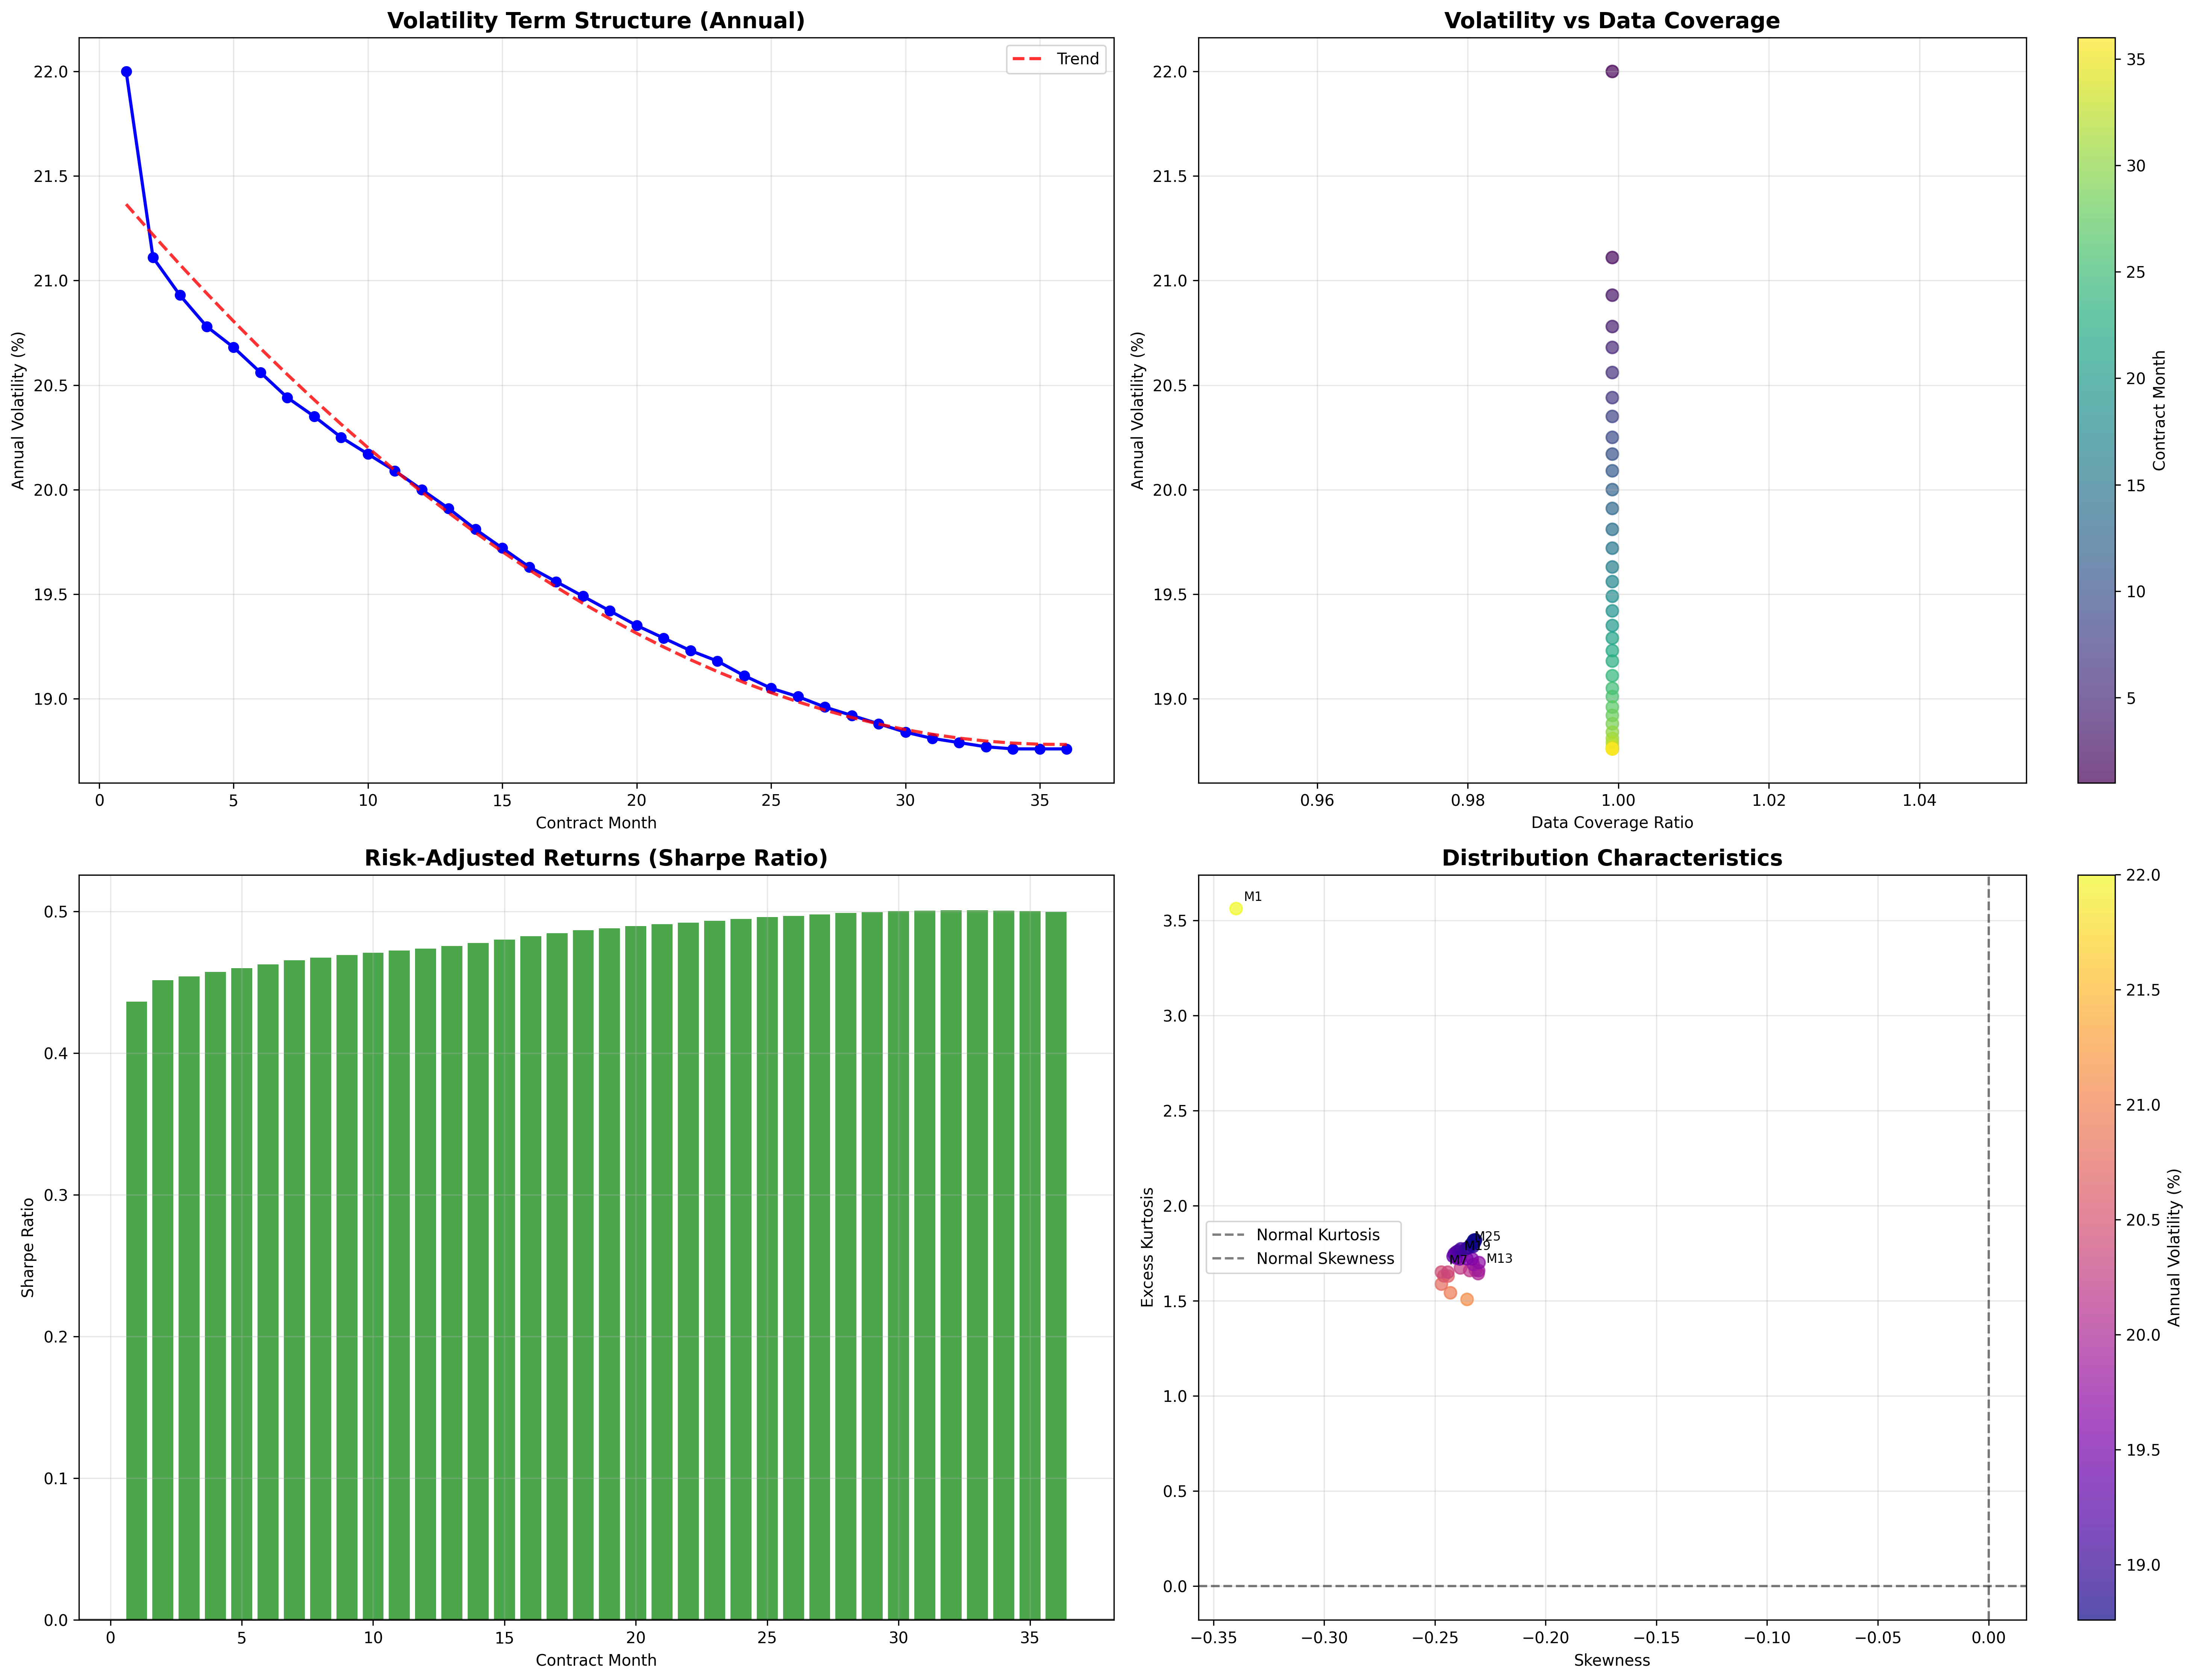 Volatility Term Structure (Annual)
Annual Volatility (%)
22.0
21.5
21.0
20.5
20.0
19.5
19.0
Trend
0 5 10 15 20 25 30 35
Contract Month
Volatility vs Data Coverage
Annual Volatility (%)
22.0
21.5
21.0
20.5
20.0
19.5
19.0
0.96 0.98 1.00 1.02 1.04
Data Coverage Ratio
35
30
25
20
15
10
5
Contract Month
Risk-Adjusted Returns (Sharpe Ratio)
Sharpe Ratio
0.5
0.4
0.3
0.2
0.1
0.0
0 5 10 15 20 25 30 35
Contract Month
Distribution Characteristics
Excess Kurtosis
3.5
3.0
2.5
2.0
1.5
1.0
0.5
0.0
M1
M25
M19
M13
M7
Normal Kurtosis
Normal Skewness
−0.35 −0.30 −0.25 −0.20 −0.15 −0.10 −0.05 0.00
Skewness
22.0
21.5
21.0
20.5
20.0
19.5
19.0
Annual Volatility (%)